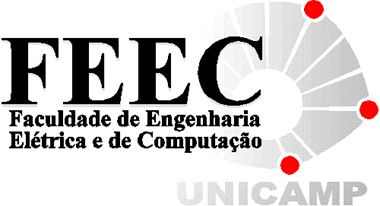 FEEC
Faculdade de Engenharia
Elétrica e de Computação
UNICAMP